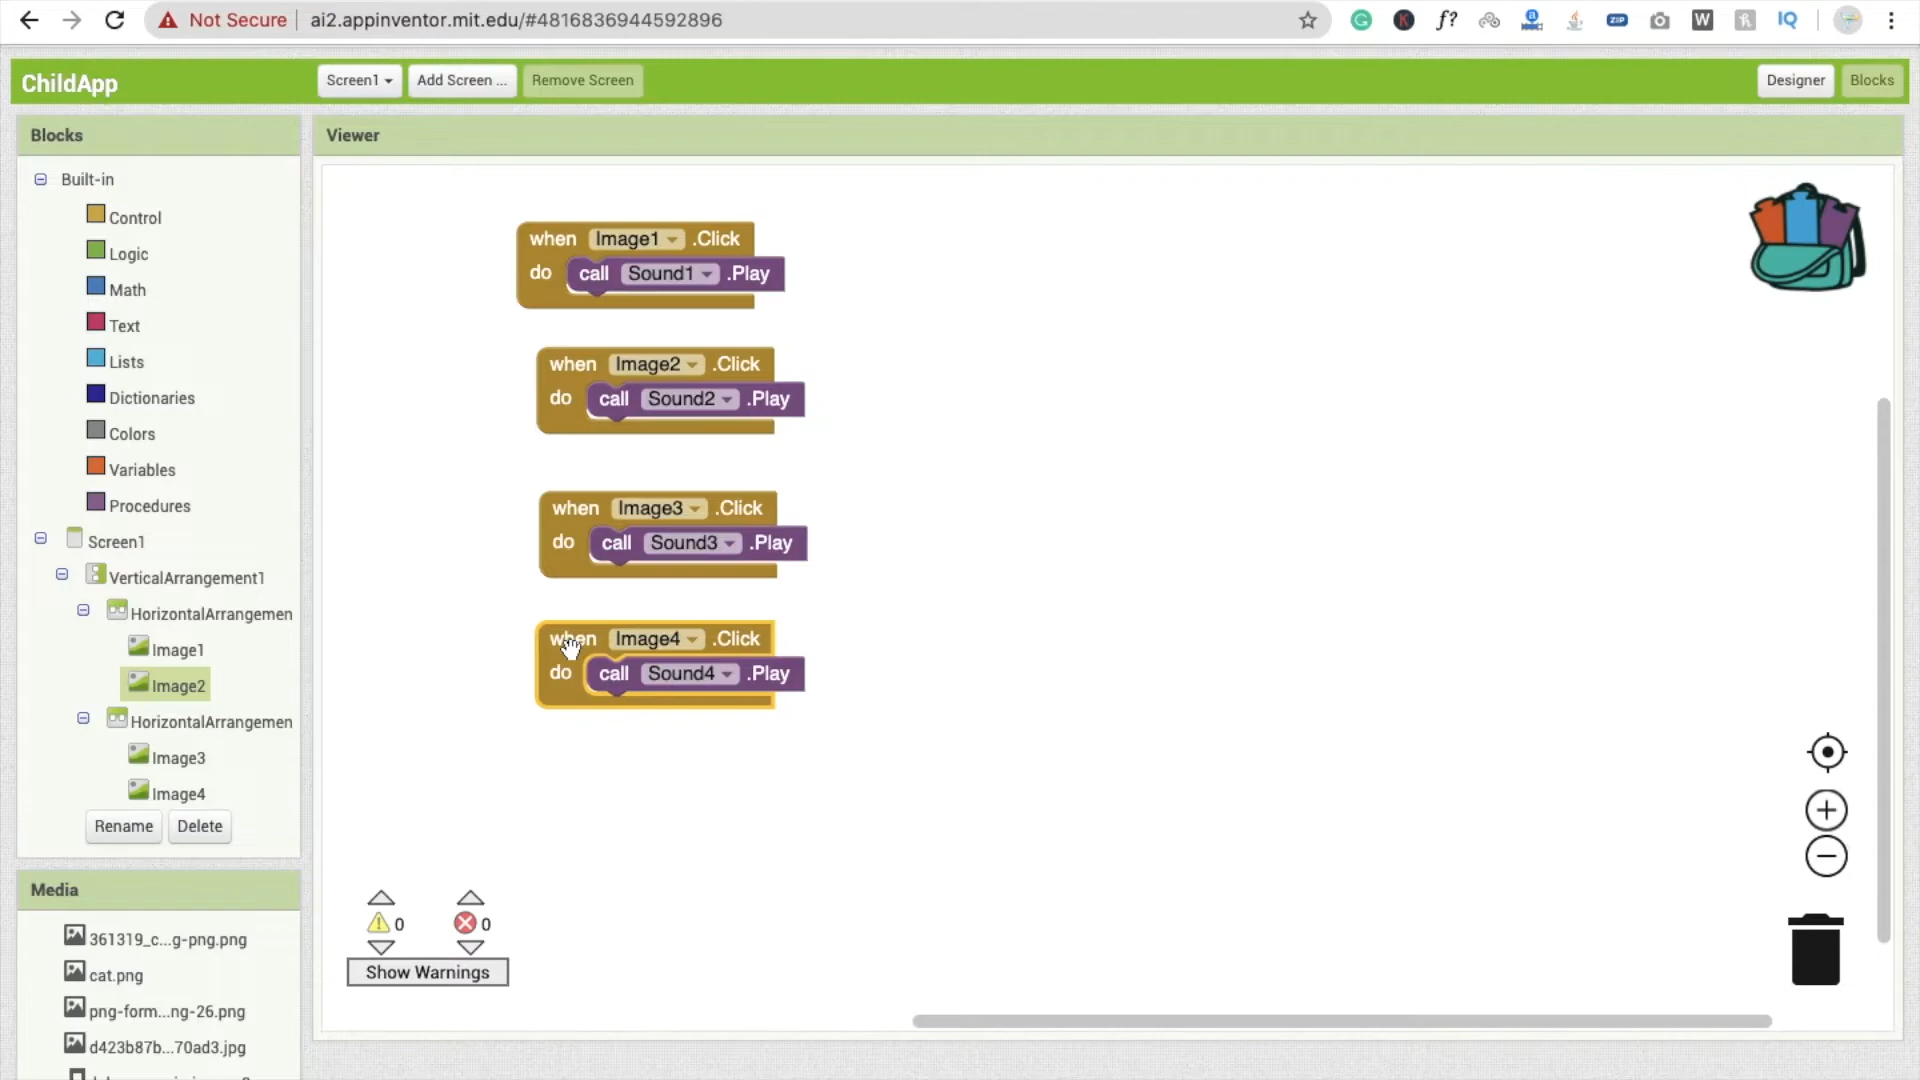 Not Secure
ai2.appinventor.mit.edu/#4816836944592896
f?
ZIP
W
IQ
ChildApp
Screen1
Add Screen ...
Remove Screen
Designer
Blocks
Blocks
Built-in
Control
Logic
Math
Text
Lists
Dictionaries
Colors
Variables
Procedures
Screen1
VerticalArrangement1
HorizontalArrangemen
Image1
Image2
HorizontalArrangemen
Image3
Image4
Rename
Delete
Media
361319_c...g-png.png
cat.png
png-form...ng-26.png
d423b87b...70ad3.jpg
Viewer
when Image1 .Click
do call Sound1 .Play
when Image2 .Click
do call Sound2 .Play
when Image3 .Click
do call Sound3 .Play
when Image4 .Click
do call Sound4 .Play
0 0
Show Warnings